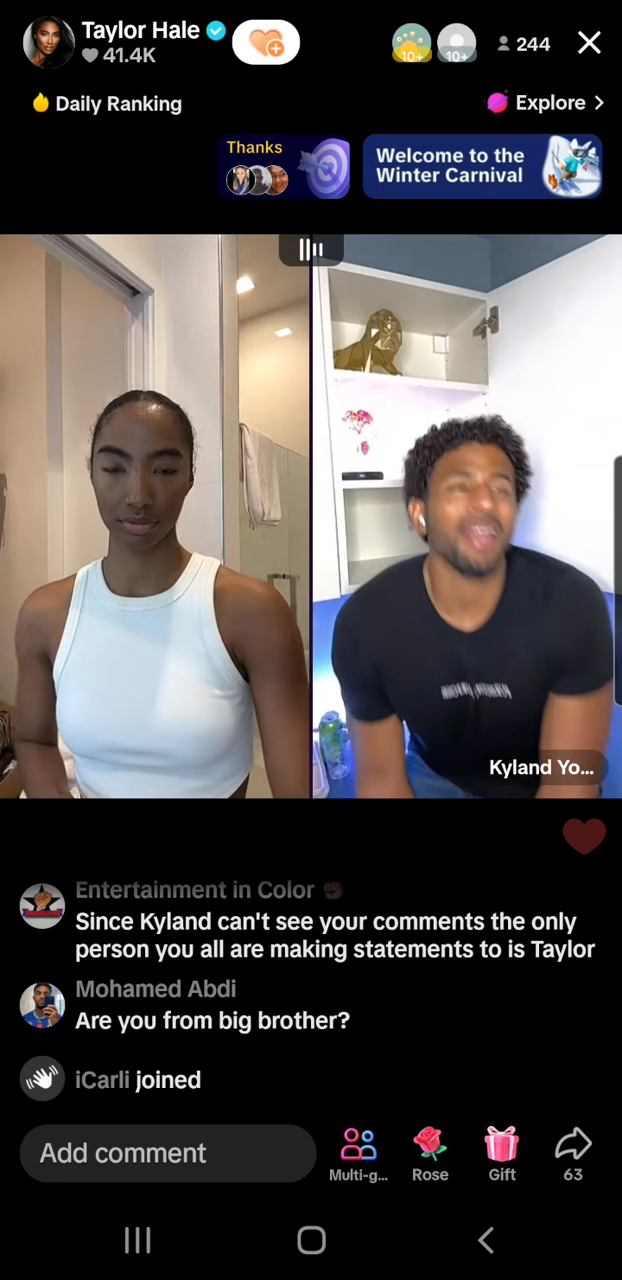 Taylor Hale
41.4K
10+
10+
244
Daily Ranking
Explore
Thanks
Welcome to the
Winter Carnival
Kyland Yo...
Entertainment in Color
Since Kyland can't see your comments the only
person you all are making statements to is Taylor
Mohamed Abdi
Are you from big brother?
iCarli joined
Add comment
Multi-g...
Rose
Gift
63